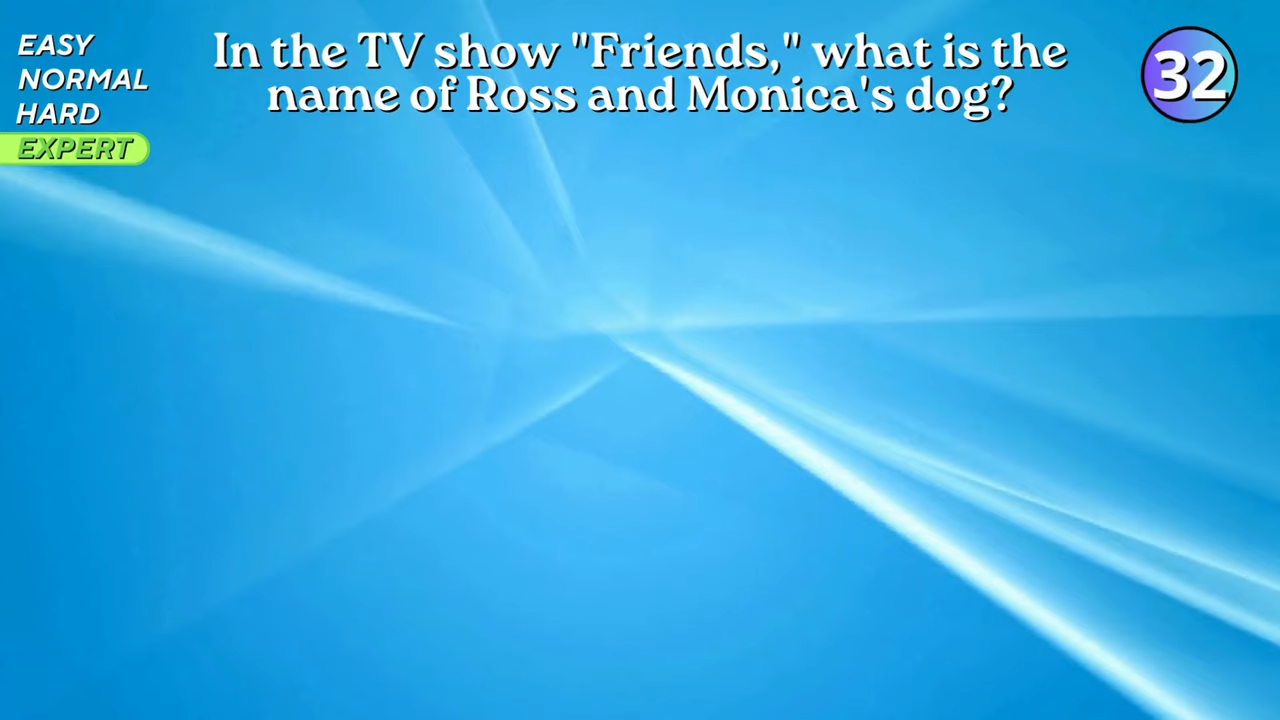 EASY
NORMAL
HARD
EXPERT
In the TV show "Friends," what is the
name of Ross and Monica's dog?
32